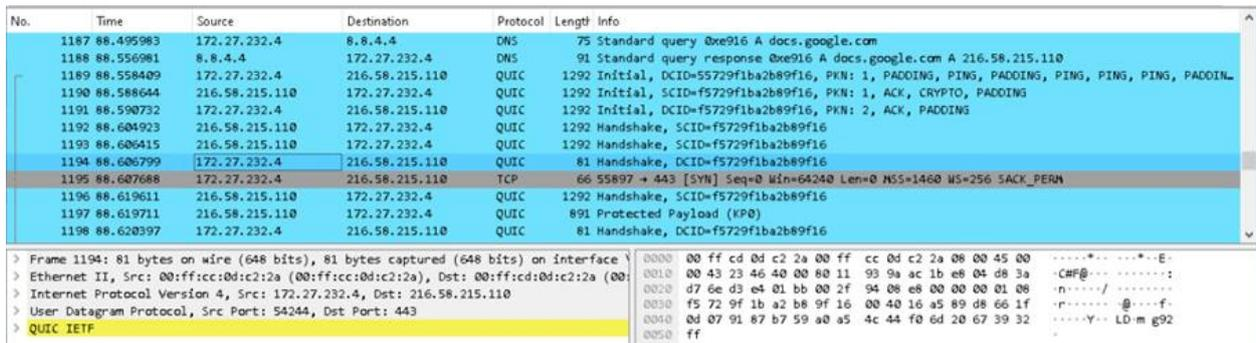 No. Time Source Destination Protocol Length Info
1187 88.495983 172.27.232.4 8.8.4.4 DNS 75 Standard query 0xe916 A docs.google.com
1188 88.556981 8.8.4.4 172.27.232.4 DNS 91 Standard query response 0xe916 A docs.google.com A 216.58.215.110
1189 88.558409 172.27.232.4 216.58.215.110 QUIC 1292 Initial, DCID=55729f1ba2b89f16, PKN: 1, PADDING, PING, PADDING, PING, PING, PING, PADDIN…
1190 88.588644 216.58.215.110 172.27.232.4 QUIC 1292 Initial, SCID=f5729f1ba2b89f16, PKN: 1, ACK, CRYPTO, PADDING
1191 88.590732 172.27.232.4 216.58.215.110 QUIC 1292 Initial, DCID=f5729f1ba2b89f16, PKN: 2, ACK, PADDING
1192 88.604923 216.58.215.110 172.27.232.4 QUIC 1292 Handshake, SCID=f5729f1ba2b89f16
1193 88.606415 216.58.215.110 172.27.232.4 QUIC 1292 Handshake, SCID=f5729f1ba2b89f16
1194 88.606799 172.27.232.4 216.58.215.110 QUIC 81 Handshake, DCID=f5729f1ba2b89f16
1195 88.607688 172.27.232.4 216.58.215.110 TCP 66 55897 → 443 [SYN] Seq=0 Win=64240 Len=0 MSS=1460 WS=256 SACK_PERM
1196 88.619611 216.58.215.110 172.27.232.4 QUIC 1292 Handshake, SCID=f5729f1ba2b89f16
1197 88.619711 216.58.215.110 172.27.232.4 QUIC 891 Protected Payload (KP0)
1198 88.620397 172.27.232.4 216.58.215.110 QUIC 81 Handshake, DCID=f5729f1ba2b89f16
> Frame 1194: 81 bytes on wire (648 bits), 81 bytes captured (648 bits) on interface \
> Ethernet II, Src: 00:ff:cc:0d:c2:2a (00:ff:cc:0d:c2:2a), Dst: 00:ff:cd:0d:c2:2a (00:
> Internet Protocol Version 4, Src: 172.27.232.4, Dst: 216.58.215.110
> User Datagram Protocol, Src Port: 54244, Dst Port: 443
> QUIC IETF
0000 00 ff cd 0d c2 2a 00 ff cc 0d c2 2a 08 00 45 00 ·····*·· ···*··E·
0010 00 43 23 46 40 00 80 11 93 9a ac 1b e8 04 d8 3a ·C#F@··· ·······:
0020 d7 6e d3 e4 01 bb 00 2f 94 08 e8 00 00 00 01 08 ·n·····/ ········
0030 f5 72 9f 1b a2 b8 9f 16 00 40 16 a5 89 d8 66 1f ·r······ ·@····f·
0040 0d 07 91 87 b7 59 a0 a5 4c 44 f0 6d 20 67 39 32 ·····Y·· LD·m g92
0050 ff ·